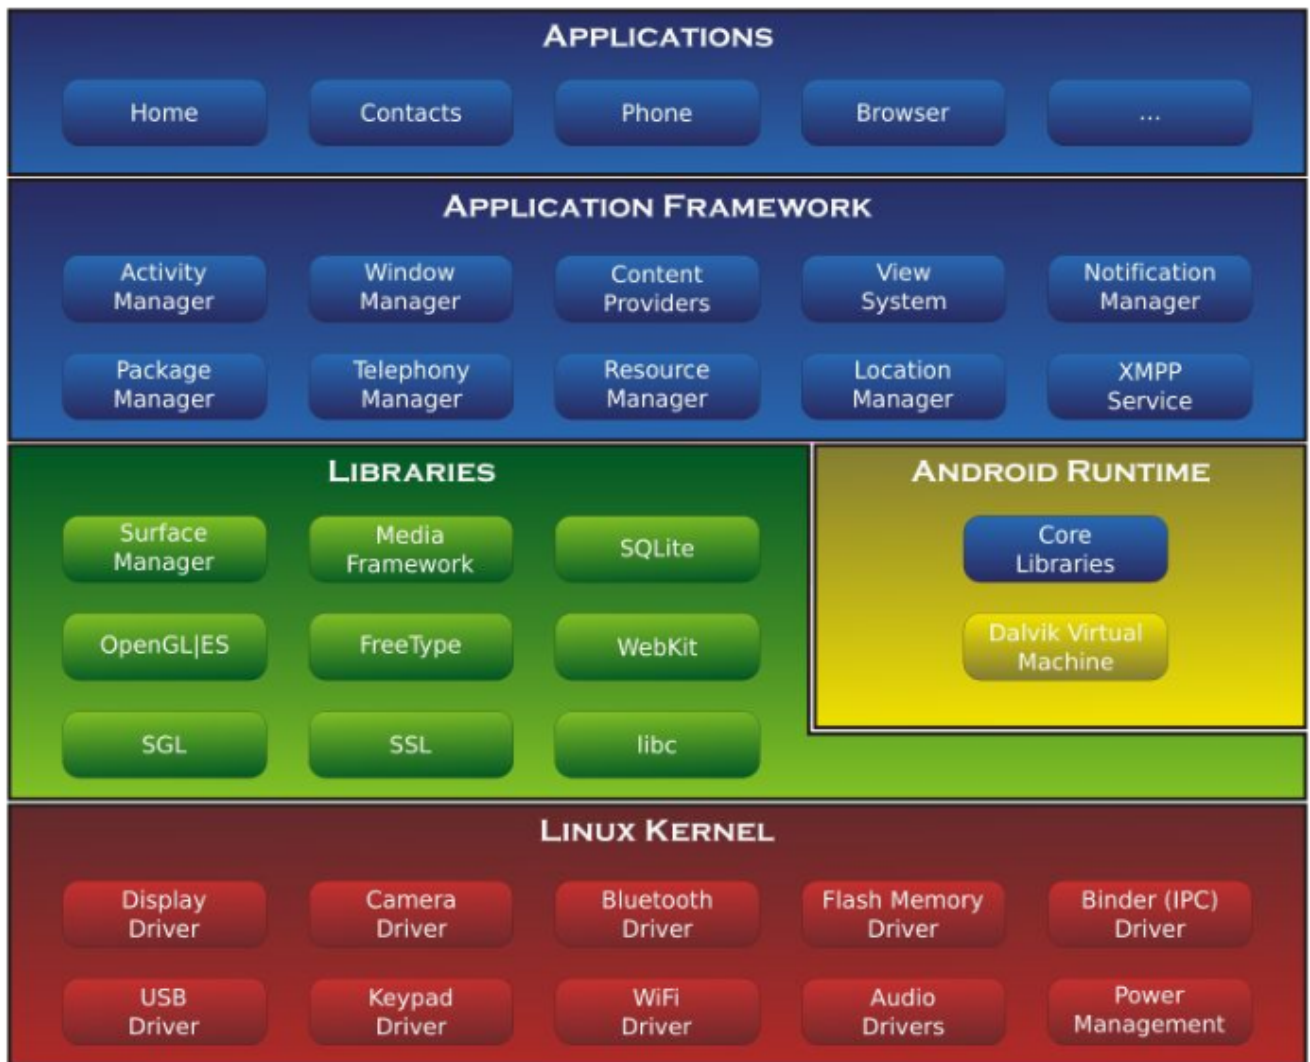 APPLICATIONS
Home
Contacts
Phone
Browser
...
APPLICATION FRAMEWORK
Activity
Manager
Window
Manager
Content
Providers
View
System
Notification
Manager
Package
Manager
Telephony
Manager
Resource
Manager
Location
Manager
XMPP
Service
LIBRARIES
Surface
Manager
Media
Framework
SQLite
OpenGL|ES
FreeType
WebKit
SGL
SSL
libc
ANDROID RUNTIME
Core
Libraries
Dalvik Virtual
Machine
LINUX KERNEL
Display
Driver
Camera
Driver
Bluetooth
Driver
Flash Memory
Driver
Binder (IPC)
Driver
USB
Driver
Keypad
Driver
WiFi
Driver
Audio
Drivers
Power
Management